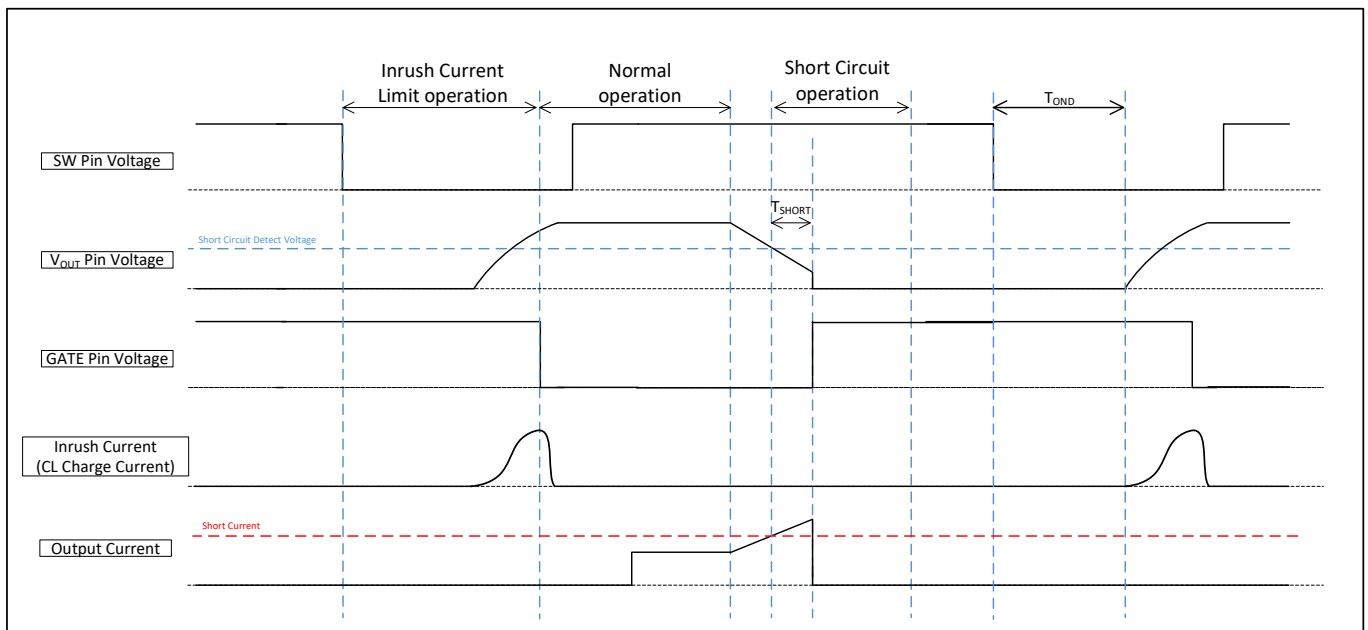 Inrush Current
Limit operation
Normal
operation
Short Circuit
operation
TOND
SW Pin Voltage
TSHORT
Short Circuit Detect Voltage
VOUT Pin Voltage
GATE Pin Voltage
Inrush Current
(CL Charge Current)
Short Current
Output Current